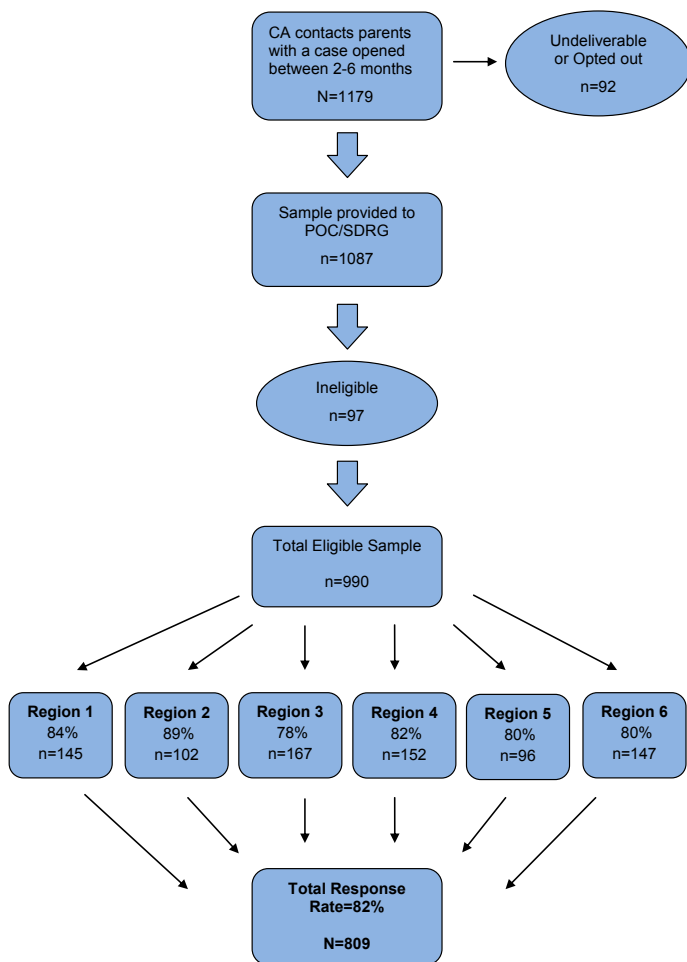 CA contacts parents
with a case opened
between 2-6 months
N=1179
Undeliverable
or Opted out
n=92
Sample provided to
POC/SDRG
n=1087
Ineligible
n=97
Total Eligible Sample
n=990
Region 1
84%
n=145
Region 2
89%
n=102
Region 3
78%
n=167
Region 4
82%
n=152
Region 5
80%
n=96
Region 6
80%
n=147
Total Response
Rate=82%
N=809